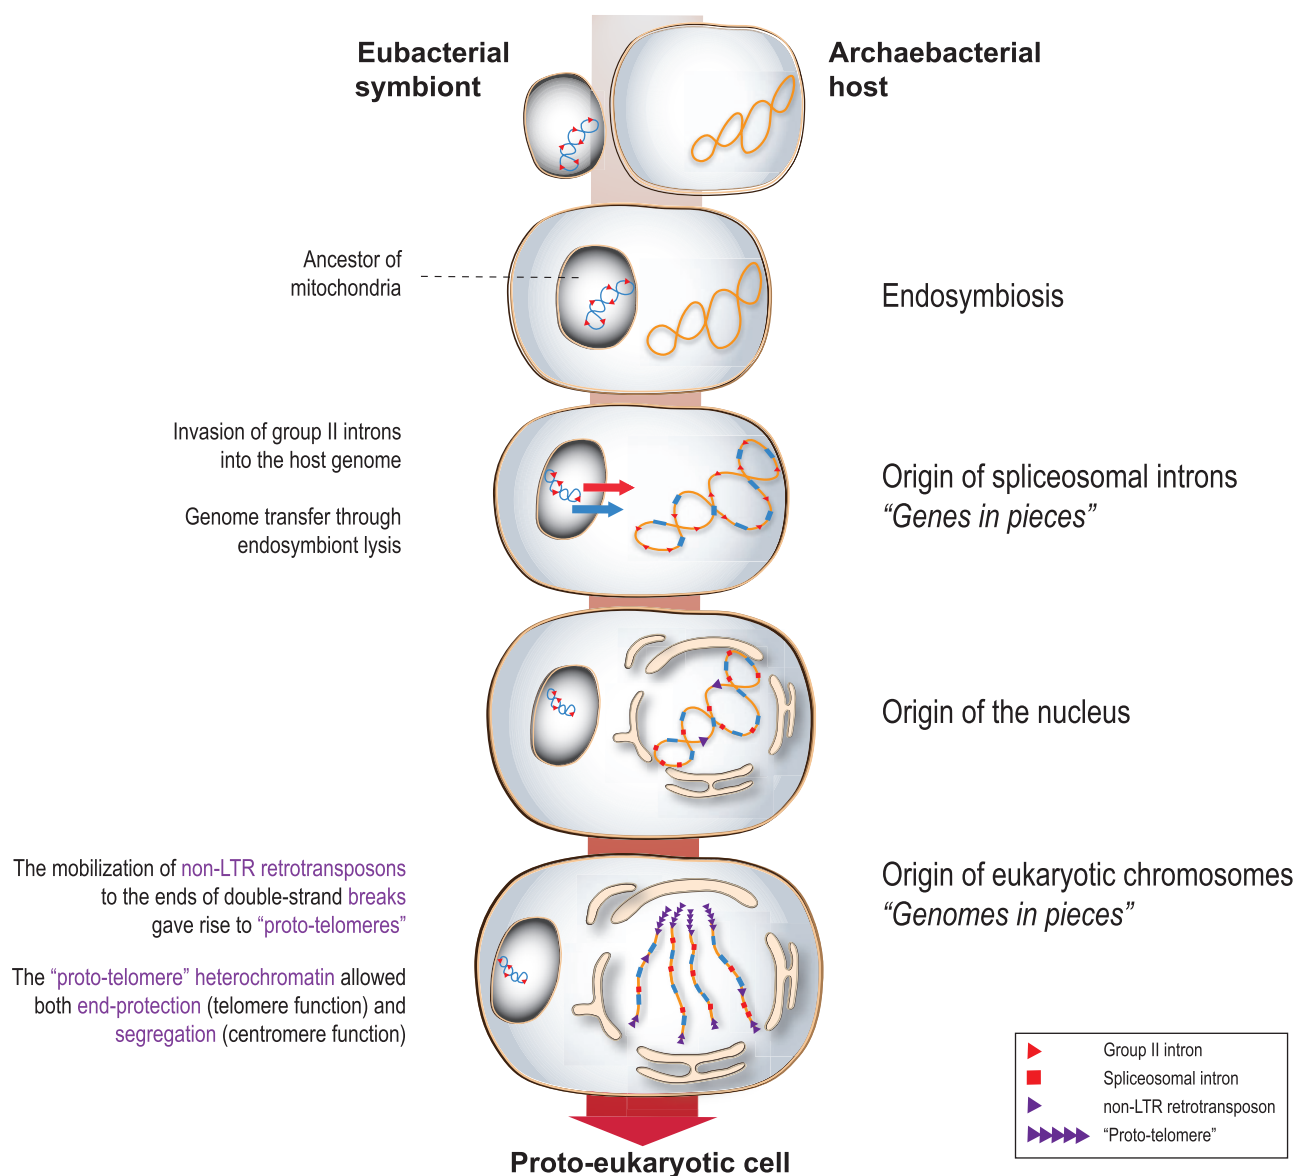 Eubacterial
symbiont
Archaebacterial
host
Ancestor of
mitochondria
Endosymbiosis
Invasion of group II introns
into the host genome
Genome transfer through
endosymbiont lysis
Origin of spliceosomal introns
“Genes in pieces”
Origin of the nucleus
The mobilization of non-LTR retrotransposons
to the ends of double-strand breaks
gave rise to “proto-telomeres”
The “proto-telomere” heterochromatin allowed
both end-protection (telomere function) and
segregation (centromere function)
Origin of eukaryotic chromosomes
“Genomes in pieces”
Group II intron
Spliceosomal intron
non-LTR retrotransposon
“Proto-telomere”
Proto-eukaryotic cell